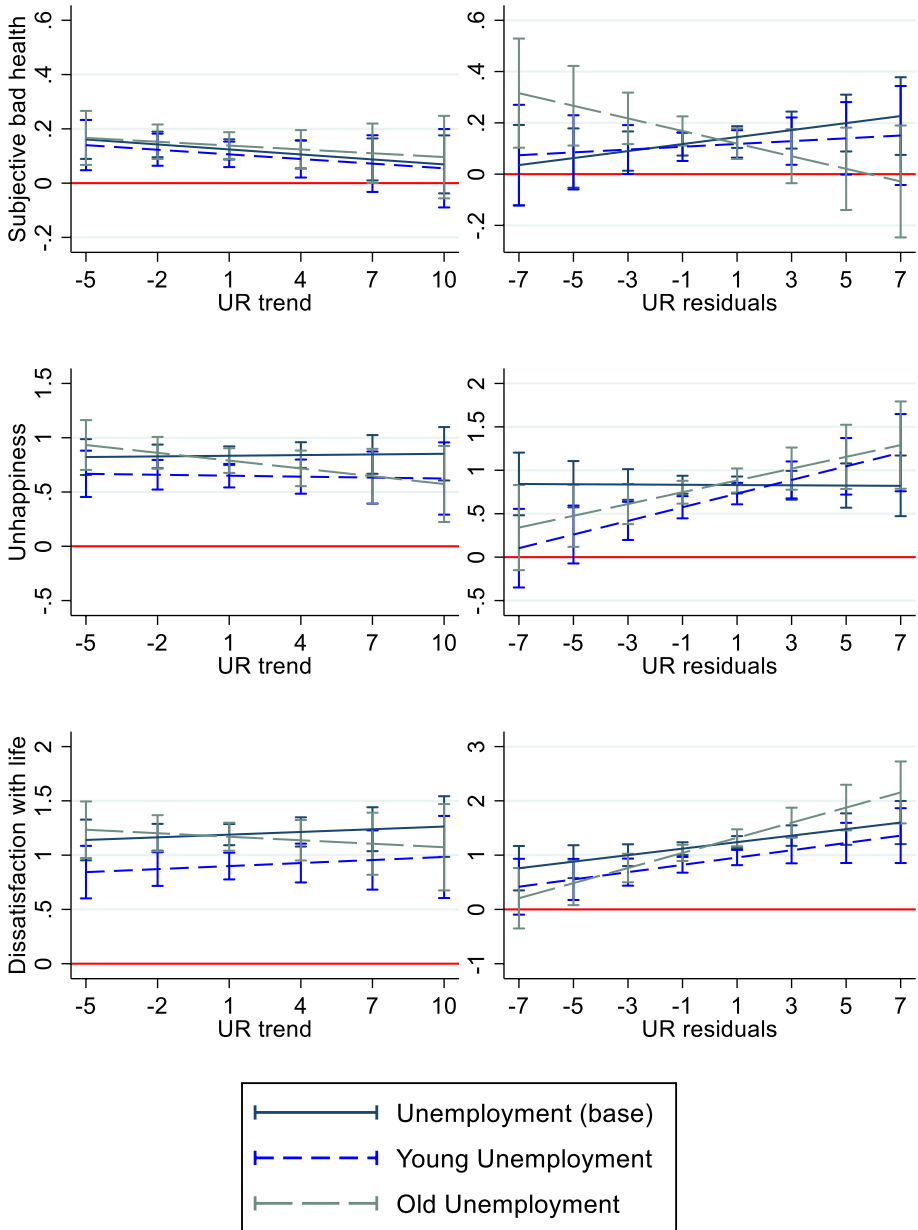 Subjective bad health
.6
.4
.2
0
-.2
-5 -2 1 4 7 10
UR trend
.6
.4
.2
0
-.2
-7 -5 -3 -1 1 3 5 7
UR residuals
Unhappiness
1.5
1
.5
0
-.5
-5 -2 1 4 7 10
UR trend
2
1.5
1
.5
0
-.5
-7 -5 -3 -1 1 3 5 7
UR residuals
Dissatisfaction with life
2
1.5
1
.5
0
-5 -2 1 4 7 10
UR trend
3
2
1
0
-1
-7 -5 -3 -1 1 3 5 7
UR residuals
Unemployment (base)
Young Unemployment
Old Unemployment